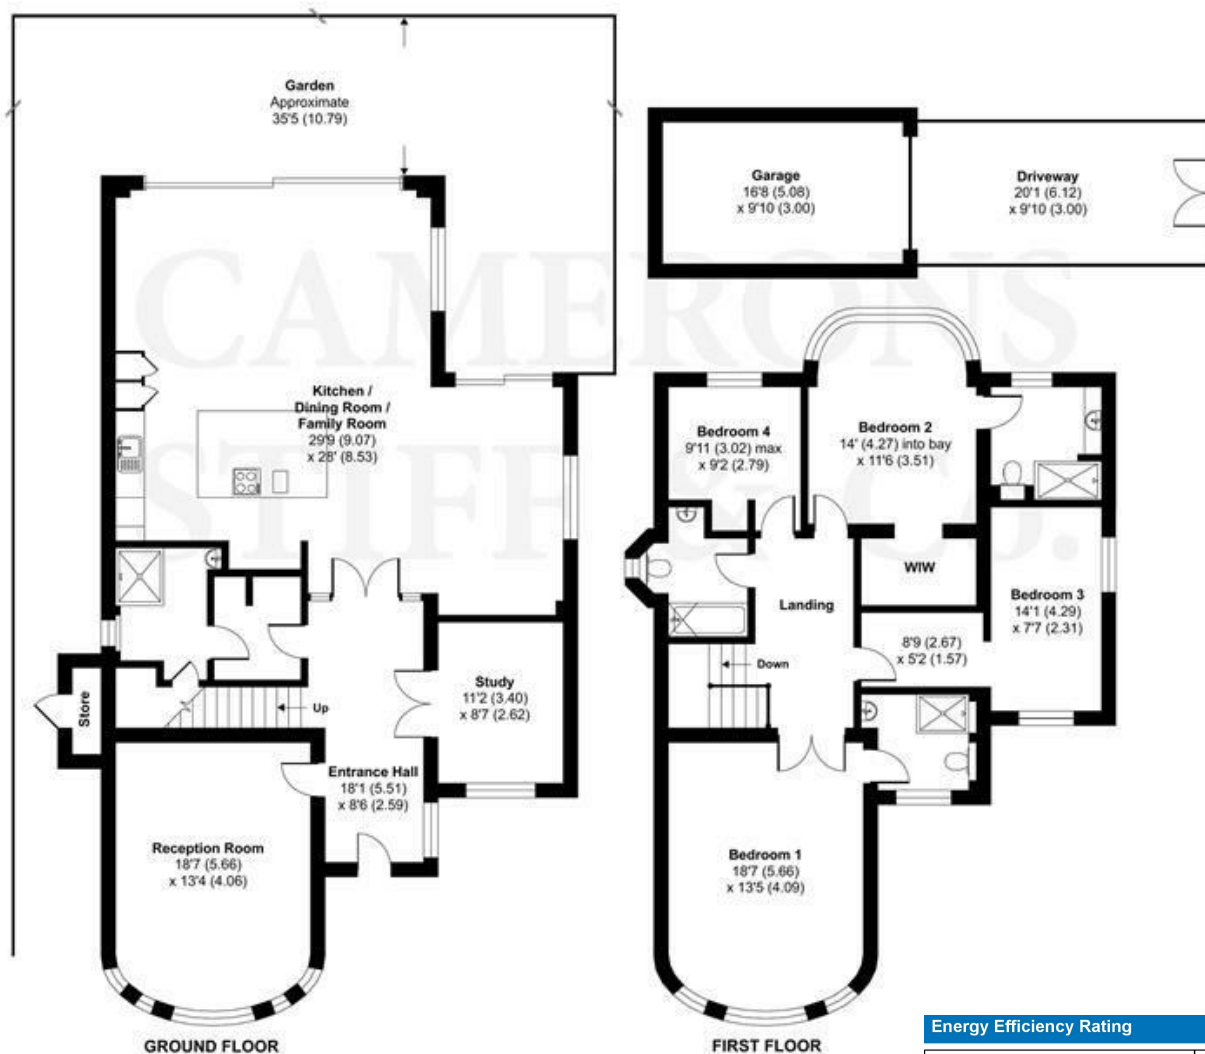 Garden
Approximate
35'5 (10.79)
Garage
16'8 (5.08)
x 9'10 (3.00)
Driveway
20'1 (6.12)
x 9'10 (3.00)
CAMERONS
STIFF & Co.
Kitchen /
Dining Room /
Family Room
29'9 (9.07)
x 28' (8.53)
Store
Up
Study
11'2 (3.40)
x 8'7 (2.62)
Entrance Hall
18'1 (5.51)
x 8'6 (2.59)
Reception Room
18'7 (5.66)
x 13'4 (4.06)
GROUND FLOOR
Bedroom 4
9'11 (3.02) max
x 9'2 (2.79)
Bedroom 2
14' (4.27) into bay
x 11'6 (3.51)
WIW
Bedroom 3
14'1 (4.29)
x 7'7 (2.31)
Landing
8'9 (2.67)
x 5'2 (1.57)
Down
Bedroom 1
18'7 (5.66)
x 13'5 (4.09)
FIRST FLOOR
Energy Efficiency Rating